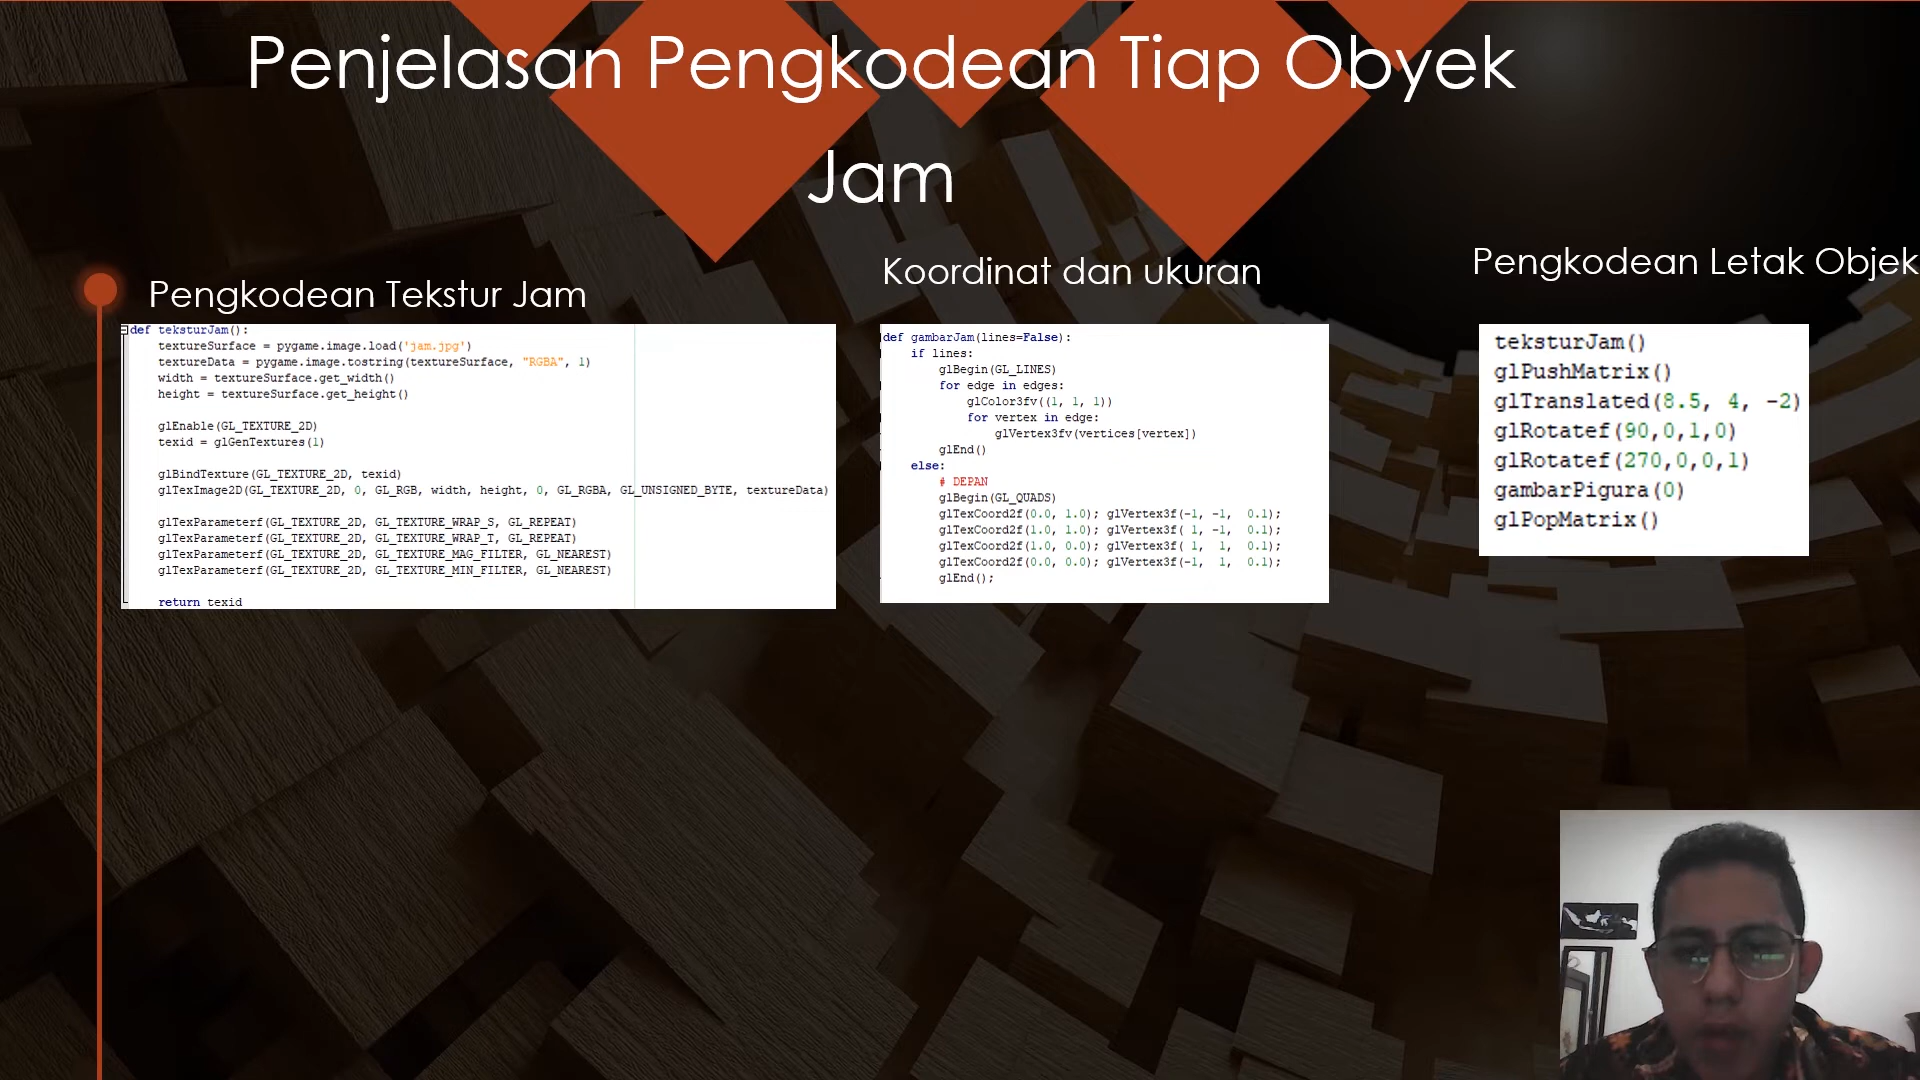 Penjelasan Pengkodean Tiap Obyek
Jam
Pengkodean Tekstur Jam
def teksturJam():
textureSurface = pygame.image.load('jam.jpg')
textureData = pygame.image.tostring(textureSurface, "RGBA", 1)
width = textureSurface.get_width()
height = textureSurface.get_height()
glEnable(GL_TEXTURE_2D)
texid = glGenTextures(1)
glBindTexture(GL_TEXTURE_2D, texid)
glTexImage2D(GL_TEXTURE_2D, 0, GL_RGB, width, height, 0, GL_RGBA, GL_UNSIGNED_BYTE, textureData)
glTexParameterf(GL_TEXTURE_2D, GL_TEXTURE_WRAP_S, GL_REPEAT)
glTexParameterf(GL_TEXTURE_2D, GL_TEXTURE_WRAP_T, GL_REPEAT)
glTexParameterf(GL_TEXTURE_2D, GL_TEXTURE_MAG_FILTER, GL_NEAREST)
glTexParameterf(GL_TEXTURE_2D, GL_TEXTURE_MIN_FILTER, GL_NEAREST)
return texid
Koordinat dan ukuran
def gambarJam(lines=False):
if lines:
glBegin(GL_LINES)
for edge in edges:
glColor3fv((1, 1, 1))
for vertex in edge:
glVertex3fv(vertices[vertex])
glEnd()
else:
# DEPAN
glBegin(GL_QUADS)
glTexCoord2f(0.0, 1.0); glVertex3f(-1, -1, 0.1);
glTexCoord2f(1.0, 1.0); glVertex3f( 1, -1, 0.1);
glTexCoord2f(1.0, 0.0); glVertex3f( 1, 1, 0.1);
glTexCoord2f(0.0, 0.0); glVertex3f(-1, 1, 0.1);
glEnd();
Pengkodean Letak Objek
teksturJam()
glPushMatrix()
glTranslated(8.5, 4, -2)
glRotatef(90,0,1,0)
glRotatef(270,0,0,1)
gambarPigura(0)
glPopMatrix()